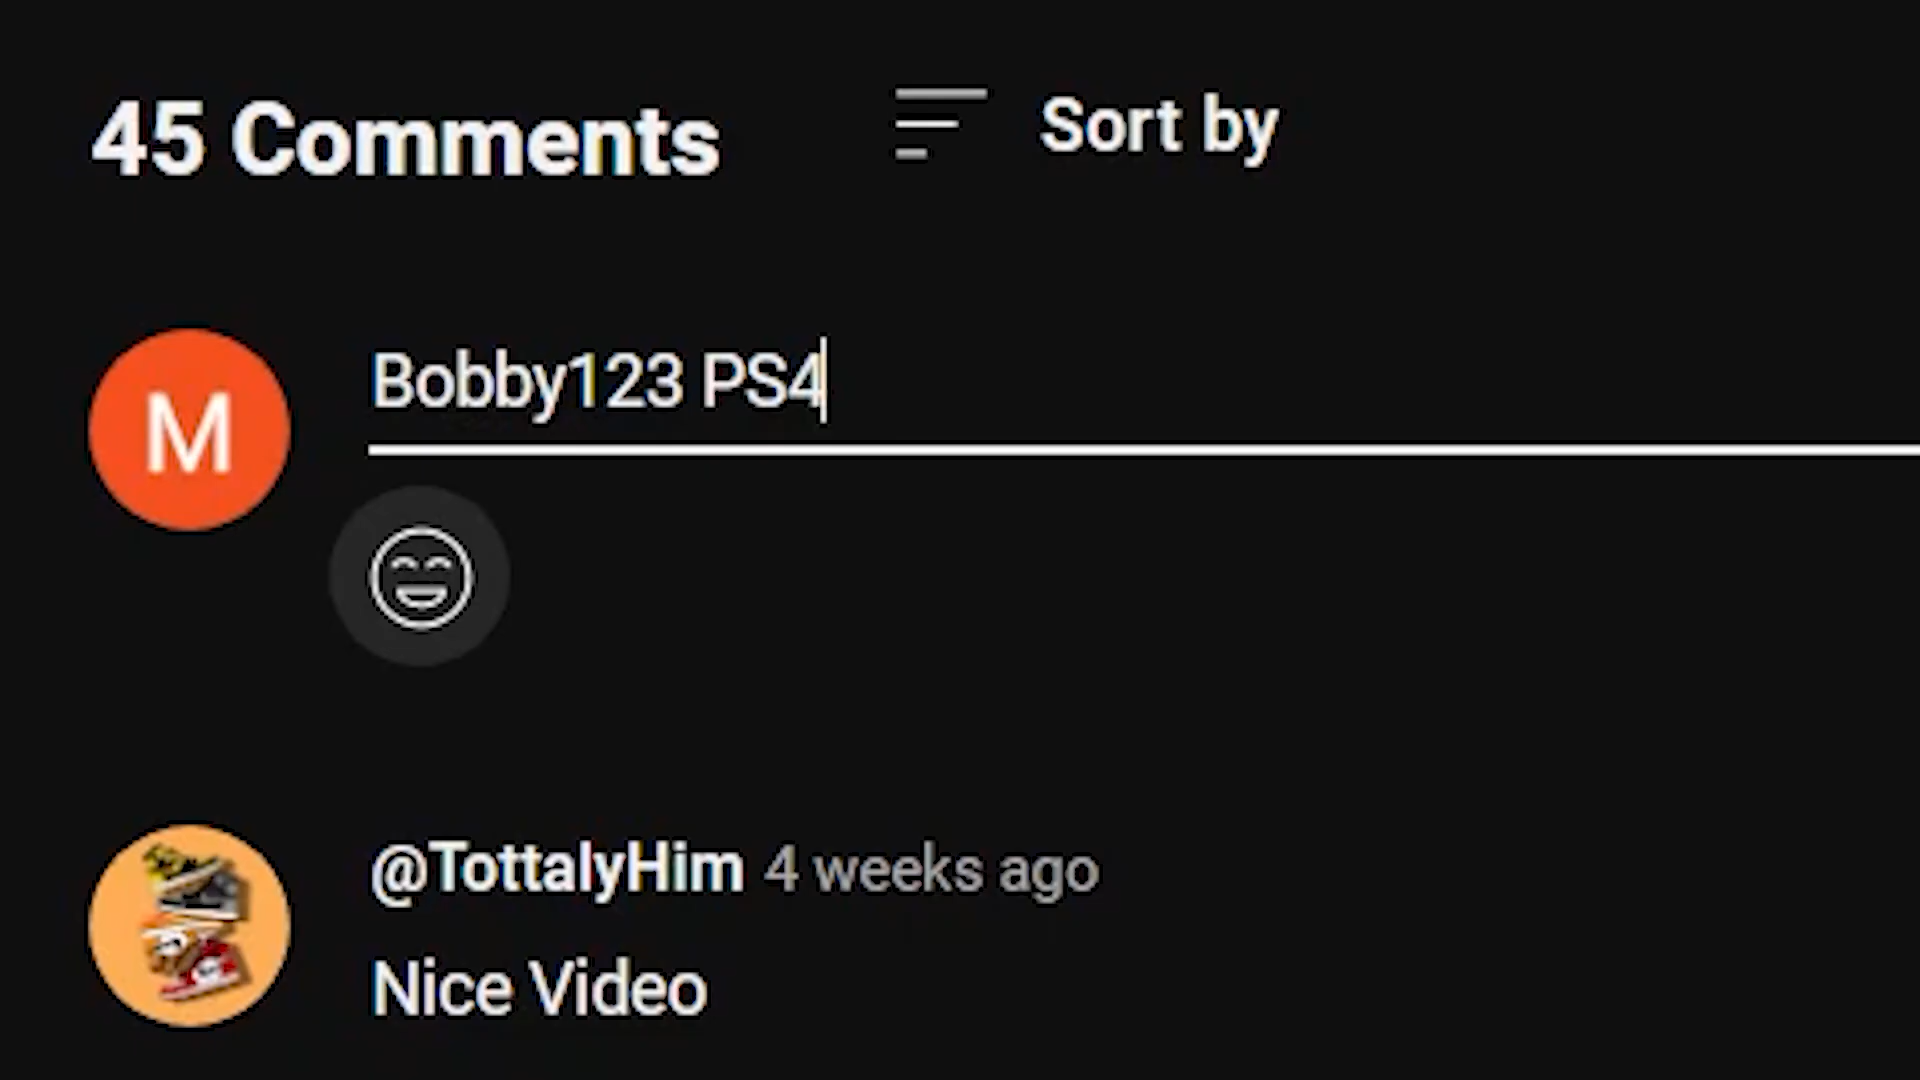 45 Comments
Sort by
M
Bobby123 PS4
@TottalyHim 4 weeks ago
Nice Video